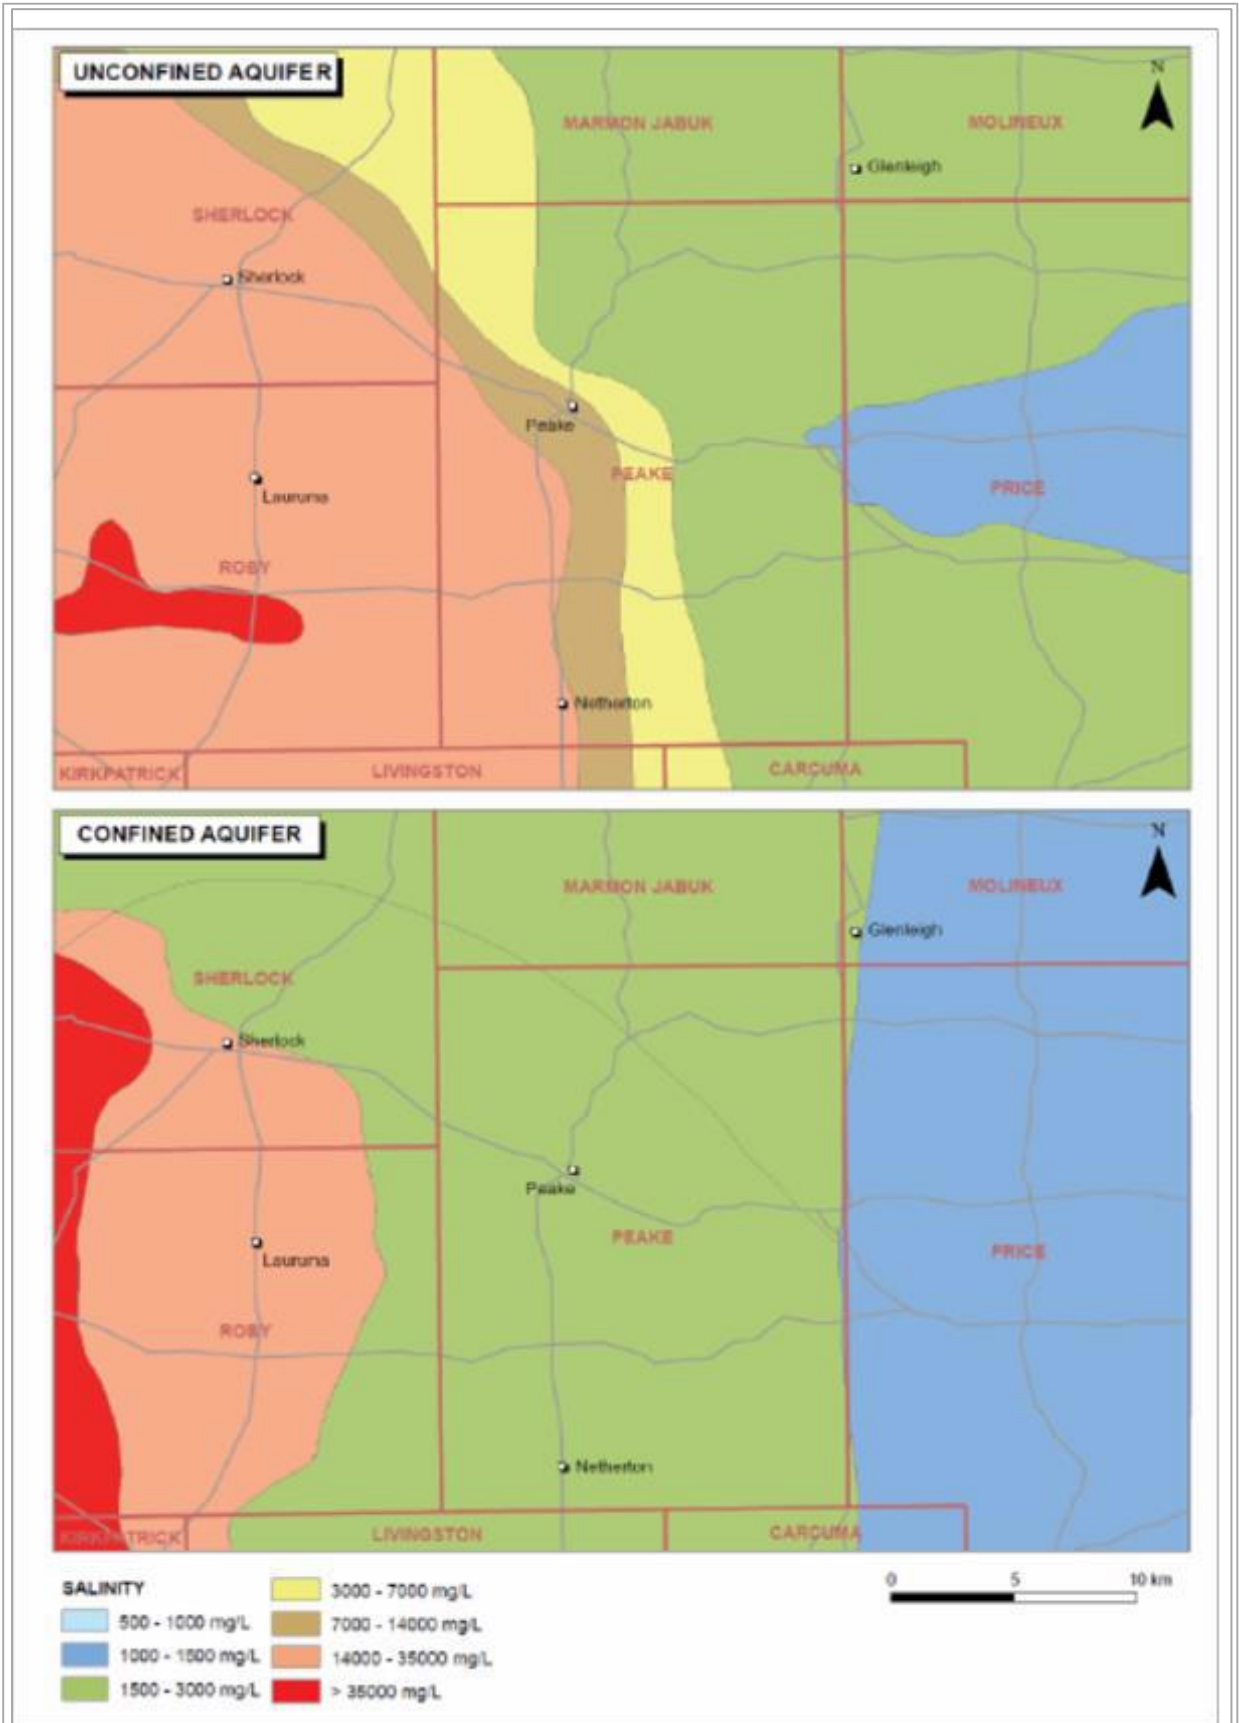 UNCONFINED AQUIFER
N
MARMON JABUK
MOLINEUX
Glenleigh
SHERLOCK
Sherlock
Peake
PEAKE
PRICE
Lauruma
ROBY
Netherton
KIRKPATRICK
LIVINGSTON
CARCUMA
CONFINED AQUIFER
N
MARMON JABUK
MOLINEUX
Glenleigh
SHERLOCK
Sherlock
Peake
PEAKE
PRICE
Lauruma
ROBY
Netherton
KIRKPATRICK
LIVINGSTON
CARCUMA
SALINITY
500 - 1000 mg/L
1000 - 1500 mg/L
1500 - 3000 mg/L
3000 - 7000 mg/L
7000 - 14000 mg/L
14000 - 35000 mg/L
> 35000 mg/L
0 5 10 km